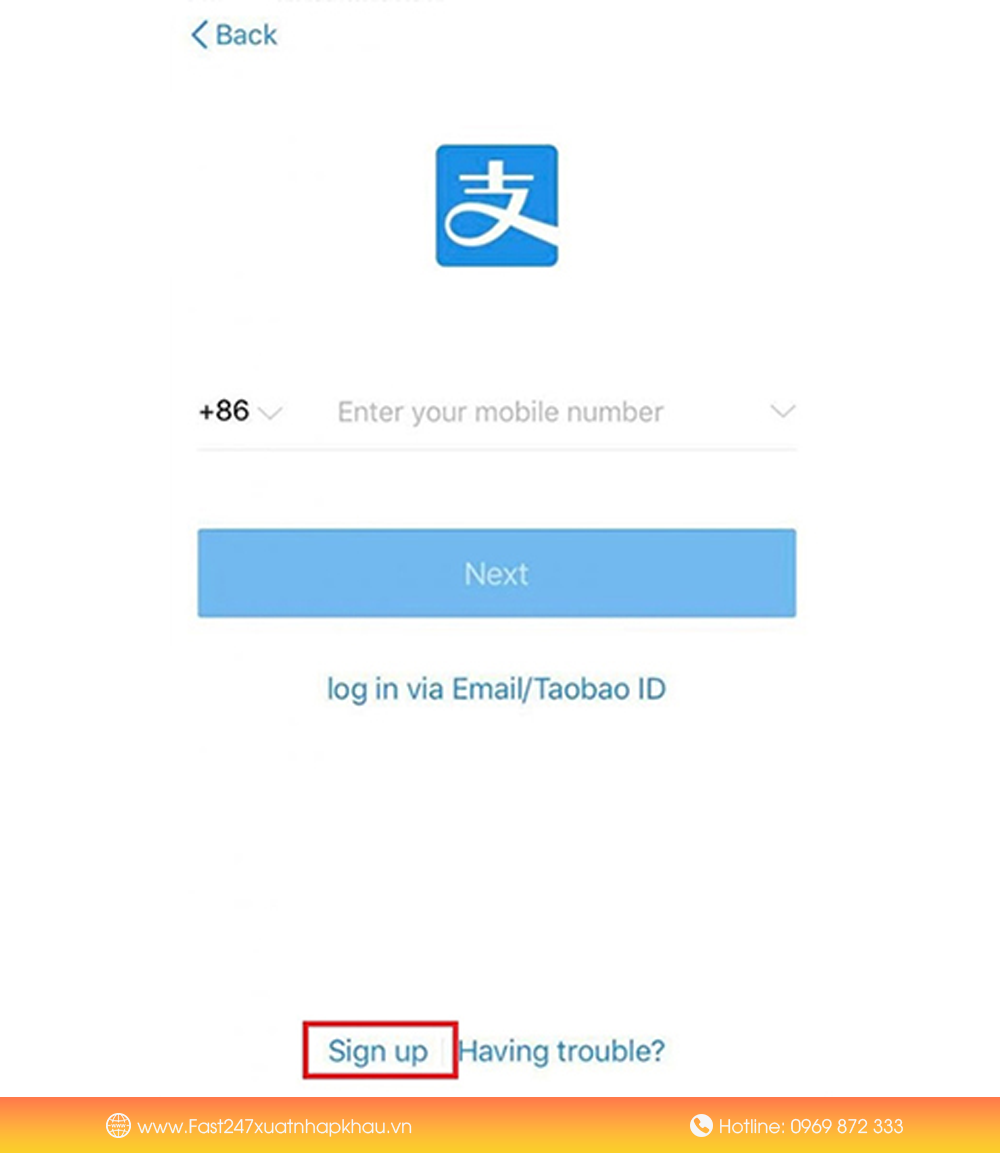 Back
支
+86 Enter your mobile number
Next
log in via Email/Taobao ID
Sign up Having trouble?
www.Fast247xuatnhapkhau.vn Hotline: 0969 872 333